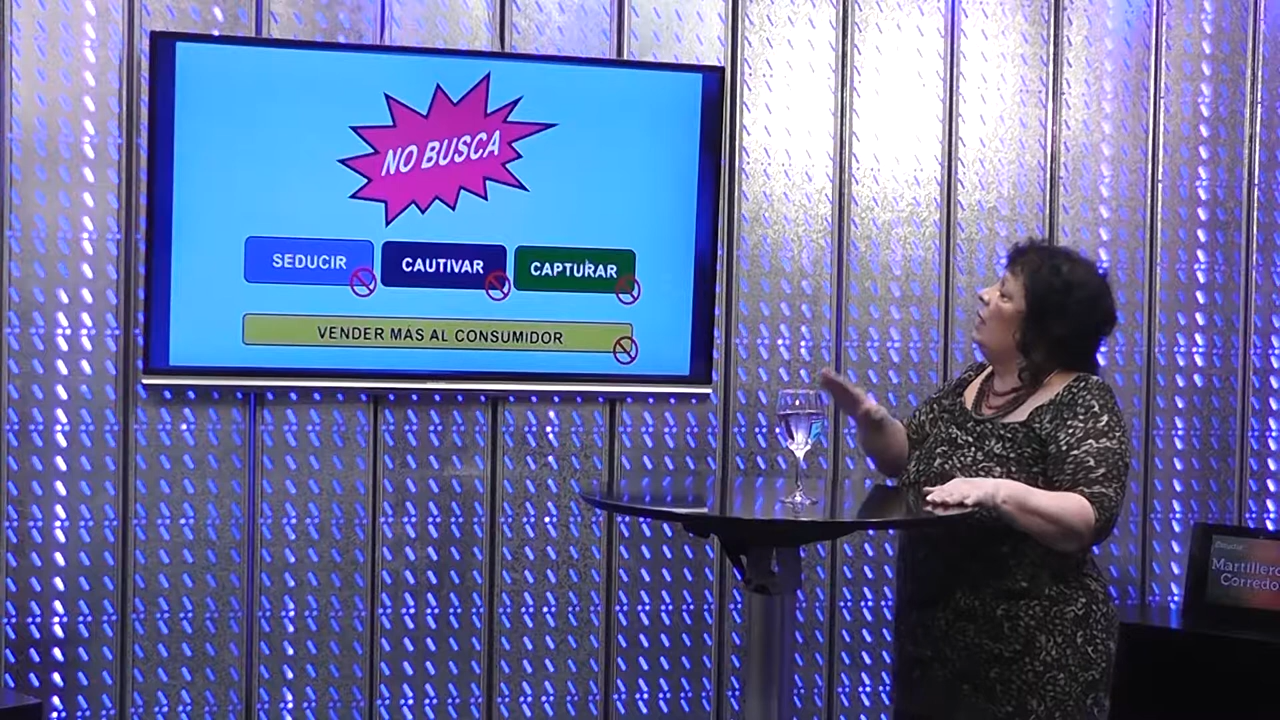 NO BUSCA
SEDUCIR
CAUTIVAR
CAPTURAR
VENDER MÁS AL CONSUMIDOR
Martillero
Corredo